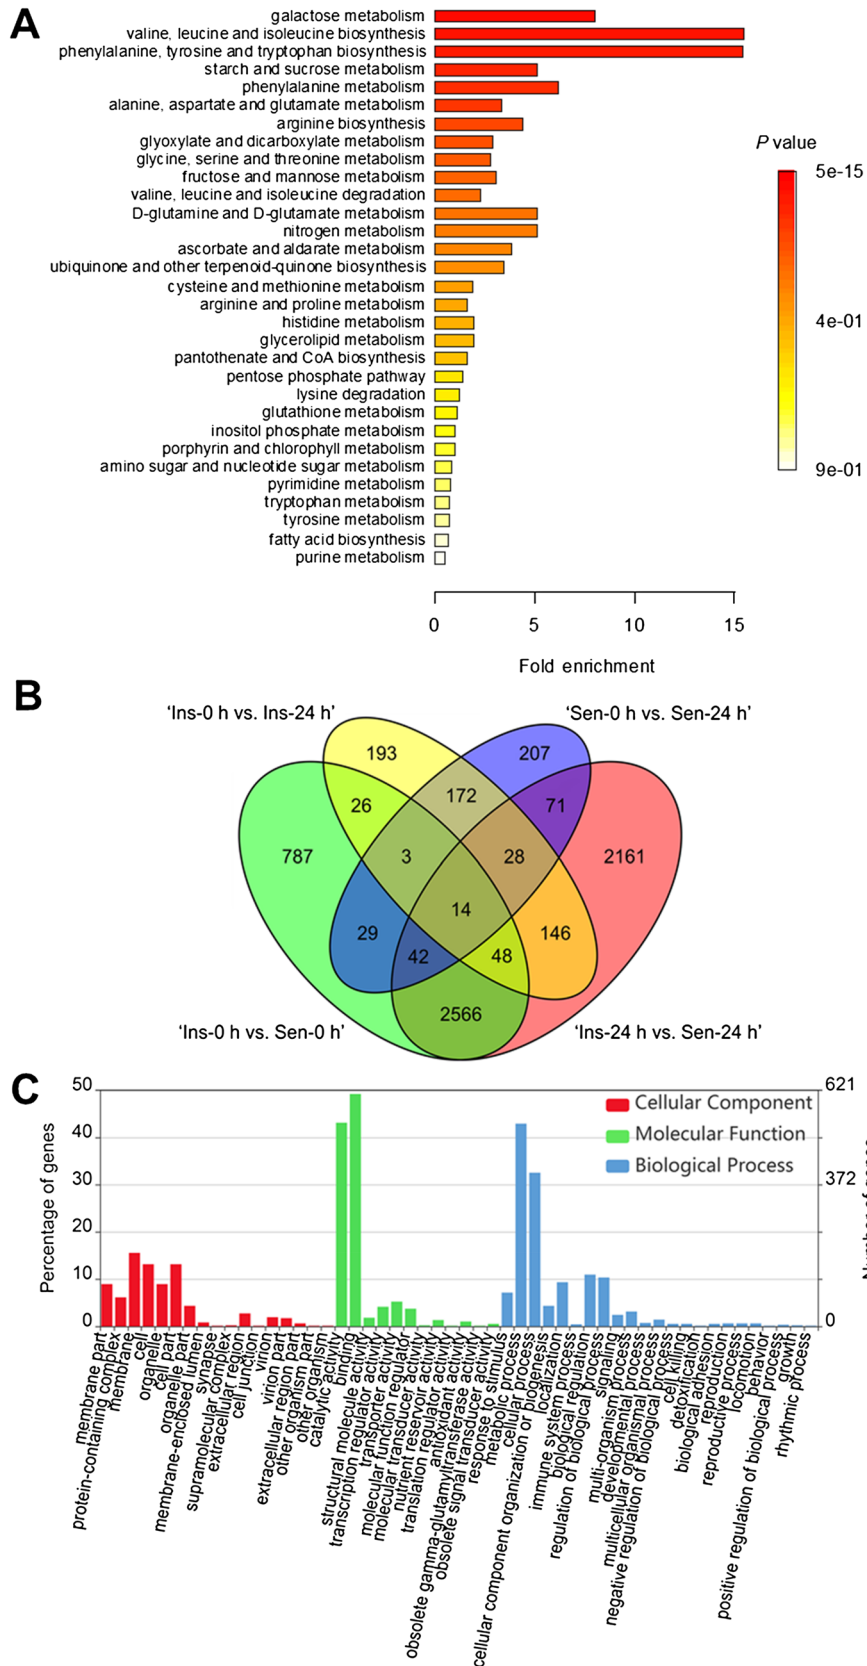 A
galactose metabolism
valine, leucine and isoleucine biosynthesis
phenylalanine, tyrosine and tryptophan biosynthesis
starch and sucrose metabolism
phenylalanine metabolism
alanine, aspartate and glutamate metabolism
arginine biosynthesis
glyoxylate and dicarboxylate metabolism
glycine, serine and threonine metabolism
fructose and mannose metabolism
valine, leucine and isoleucine degradation
D-glutamine and D-glutamate metabolism
nitrogen metabolism
ascorbate and aldarate metabolism
ubiquinone and other terpenoid-quinone biosynthesis
cysteine and methionine metabolism
arginine and proline metabolism
histidine metabolism
glycerolipid metabolism
pantothenate and CoA biosynthesis
pentose phosphate pathway
lysine degradation
glutathione metabolism
inositol phosphate metabolism
porphyrin and chlorophyll metabolism
amino sugar and nucleotide sugar metabolism
pyrimidine metabolism
tryptophan metabolism
tyrosine metabolism
fatty acid biosynthesis
purine metabolism
P value
5e-15
4e-01
9e-01
0 5 10 15
Fold enrichment
B
‘Ins-0 h vs. Ins-24 h’ ‘Sen-0 h vs. Sen-24 h’
193 207
26 172 71
787 3 28 2161
14
29 42 48 146
2566
‘Ins-0 h vs. Sen-0 h’ ‘Ins-24 h vs. Sen-24 h’
C
Percentage of genes
50
40
30
20
10
0
621
372
0
Cellular Component
Molecular Function
Biological Process
membrane part
protein-containing complex
membrane
cell
organelle
cell part
organelle part
membrane-enclosed lumen
synapse
supramolecular complex
extracellular region
cell junction
virion
virion part
extracellular region part
other organism part
other organism
catalytic activity
binding
structural molecule activity
transcription regulator activity
transporter activity
molecular function regulator
molecular transducer activity
nutrient reservoir activity
translation regulator activity
antioxidant activity
obsolete gamma-glutamyltransferase activity
obsolete signal transducer activity
response to stimulus
metabolic process
cellular process
cellular component organization or biogenesis
localization
immune system process
biological regulation
regulation of biological process
signaling
multi-organism process
developmental process
multicellular organismal process
negative regulation of biological process
cell killing
detoxification
biological adhesion
reproduction
reproductive process
locomotion
behavior
positive regulation of biological process
growth
rhythmic process